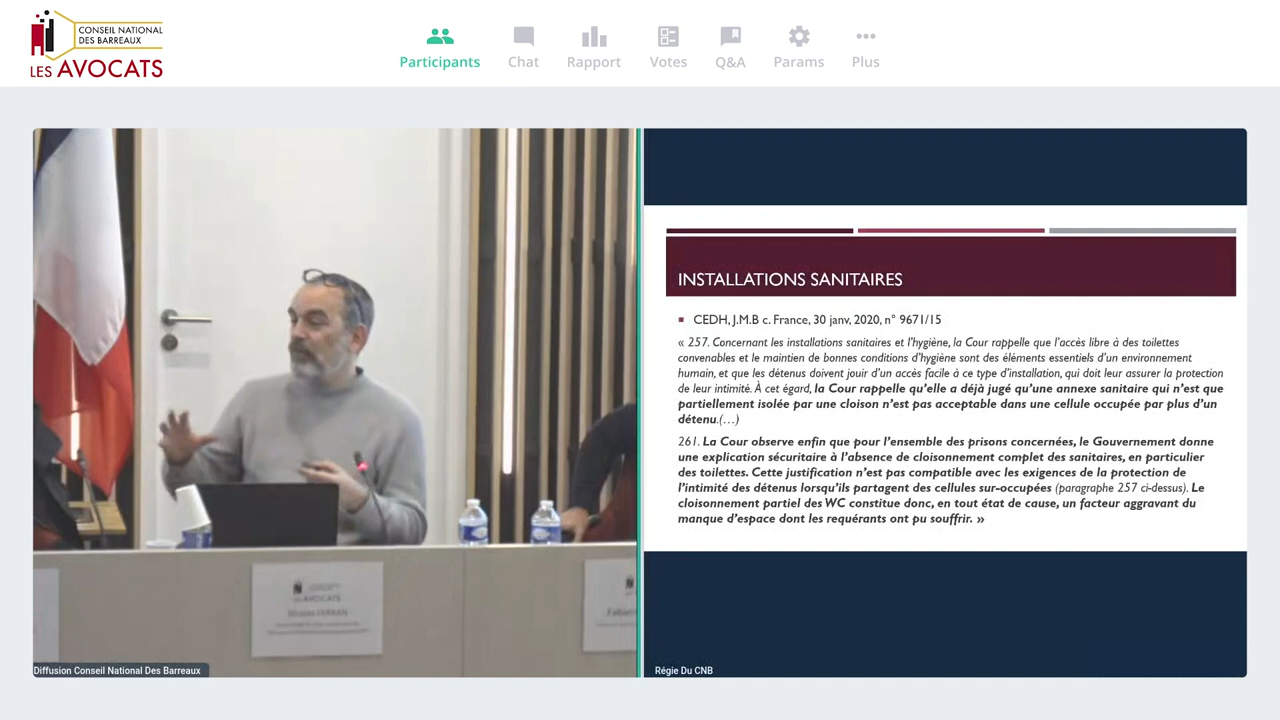 CONSEIL NATIONAL
DES BARREAUX
LES AVOCATS
Participants
Chat
Rapport
Votes
Q&A
Params
Plus
INSTALLATIONS SANITAIRES
▪ CEDH, J.M.B c. France, 30 janv, 2020, n° 9671/15
« 257. Concernant les installations sanitaires et l'hygiène, la Cour rappelle que l'accès libre à des toilettes
convenables et le maintien de bonnes conditions d'hygiène sont des éléments essentiels d'un environnement
humain, et que les détenus doivent jouir d'un accès facile à ce type d'installation, qui doit leur assurer la protection
de leur intimité. À cet égard, la Cour rappelle qu'elle a déjà jugé qu'une annexe sanitaire qui n'est que
partiellement isolée par une cloison n'est pas acceptable dans une cellule occupée par plus d'un
détenu.(…)
261. La Cour observe enfin que pour l'ensemble des prisons concernées, le Gouvernement donne
une explication sécuritaire à l'absence de cloisonnement complet des sanitaires, en particulier
des toilettes. Cette justification n'est pas compatible avec les exigences de la protection de
l'intimité des détenus lorsqu'ils partagent des cellules sur-occupées (paragraphe 257 ci-dessus). Le
cloisonnement partiel des WC constitue donc, en tout état de cause, un facteur aggravant du
manque d'espace dont les requérants ont pu souffrir. »
LES AVOCATS
Diffusion Conseil National Des Barreaux
Régie Du CNB